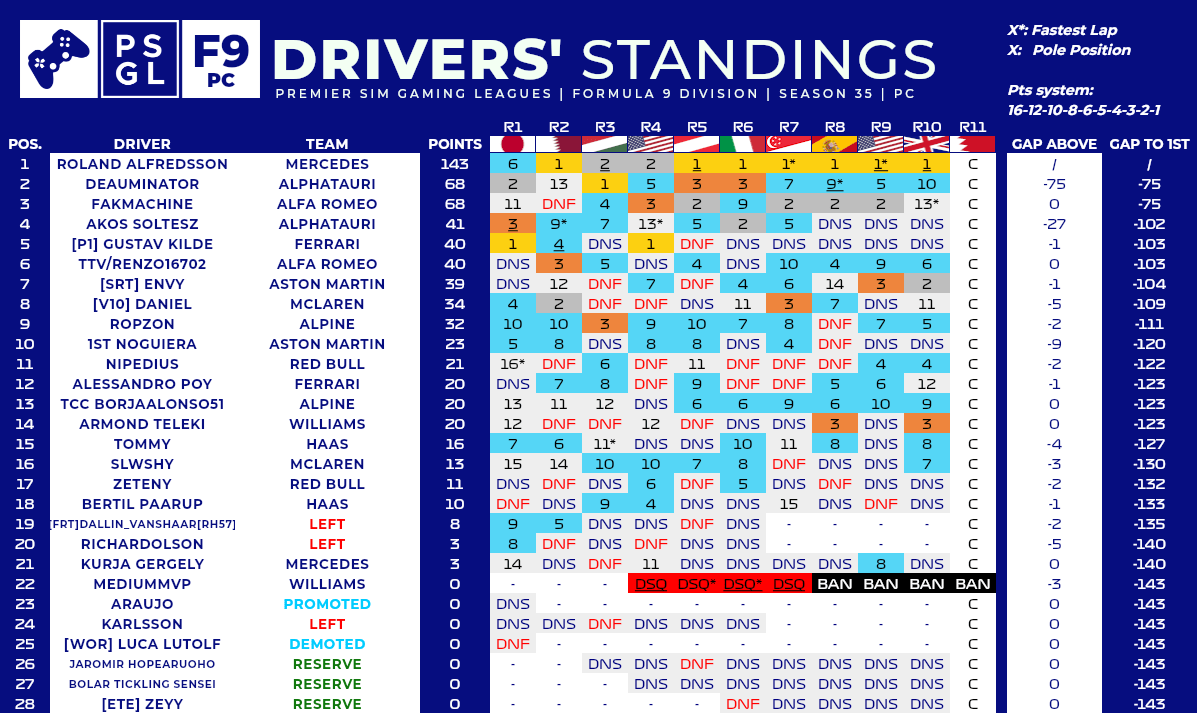 PS
GL
F9
PC
DRIVERS' STANDINGS
PREMIER SIM GAMING LEAGUES | FORMULA 9 DIVISION | SEASON 35 | PC
X*: Fastest Lap
X: Pole Position
Pts system:
16-12-10-8-6-5-4-3-2-1
R1 R2 R3 R4 R5 R6 R7 R8 R9 R10 R11
POS. DRIVER TEAM POINTS GAP ABOVE GAP TO 1ST
1 ROLAND ALFREDSSON MERCEDES 143 6 1 2 2 1 1 1* 1 1* 1 C / /
2 DEAUMINATOR ALPHATAURI 68 2 13 1 5 3 3 7 9* 5 10 C -75 -75
3 FAKMACHINE ALFA ROMEO 68 11 DNF 4 3 2 9 2 2 2 13* C 0 -75
4 AKOS SOLTESZ ALPHATAURI 41 3 9* 7 13* 5 2 5 DNS DNS DNS C -27 -102
5 [P1] GUSTAV KILDE FERRARI 40 1 4 DNS 1 DNF DNS DNS DNS DNS DNS C -1 -103
6 TTV/RENZO16702 ALFA ROMEO 40 DNS 3 5 DNS 4 DNS 10 4 9 6 C 0 -103
7 [SRT] ENVY ASTON MARTIN 39 DNS 12 DNF 7 DNF 4 6 14 3 2 C -1 -104
8 [V10] DANIEL MCLAREN 34 4 2 DNF DNF DNS 11 3 7 DNS 11 C -5 -109
9 ROPZON ALPINE 32 10 10 3 9 10 7 8 DNF 7 5 C -2 -111
10 1ST NOGUIERA ASTON MARTIN 23 5 8 DNS 8 8 DNS 4 DNF DNS DNS C -9 -120
11 NIPEDIUS RED BULL 21 16* DNF 6 DNF 11 DNF DNF DNF 4 4 C -2 -122
12 ALESSANDRO POY FERRARI 20 DNS 7 8 DNF 9 DNF DNF 5 6 12 C -1 -123
13 TCC BORJAALONSO51 ALPINE 20 13 11 12 DNS 6 6 9 6 10 9 C 0 -123
14 ARMOND TELEKI WILLIAMS 20 12 DNF DNF 12 DNF DNS DNS 3 DNS 3 C 0 -123
15 TOMMY HAAS 16 7 6 11* DNS DNS 10 11 8 DNS 8 C -4 -127
16 SLWSHY MCLAREN 13 15 14 10 10 7 8 DNF DNS DNS 7 C -3 -130
17 ZETENY RED BULL 11 DNS DNF DNS 6 DNF 5 DNS DNF DNS DNS C -2 -132
18 BERTIL PAARUP HAAS 10 DNF DNS 9 4 DNS DNS 15 DNS DNF DNS C -1 -133
19 [FRT]DALLIN_VANSHAAR[RH57] LEFT 8 9 5 DNS DNS DNF DNS - - - - C -2 -135
20 RICHARDOLSON LEFT 3 8 DNF DNS DNF DNS DNS - - - - C -5 -140
21 KURJA GERGELY MERCEDES 3 14 DNS DNF 11 DNS DNS DNS DNS 8 DNS C 0 -140
22 MEDIUMMVP WILLIAMS 0 - - - DSQ DSQ* DSQ* DSQ BAN BAN BAN BAN -3 -143
23 ARAUJO PROMOTED 0 DNS - - - - - - - - - C 0 -143
24 KARLSSON LEFT 0 DNS DNS DNF DNS DNS DNS - - - - C 0 -143
25 [WOR] LUCA LUTOLF DEMOTED 0 DNF - - - - - - - - - C 0 -143
26 JAROMIR HOPEARUOHO RESERVE 0 - - DNS DNS DNF DNS DNS DNS DNS DNS C 0 -143
27 BOLAR TICKLING SENSEI RESERVE 0 - - - DNS DNS DNS DNS DNS DNS DNS C 0 -143
28 [ETE] ZEYY RESERVE 0 - - - - - DNF DNS DNS DNS DNS C 0 -143